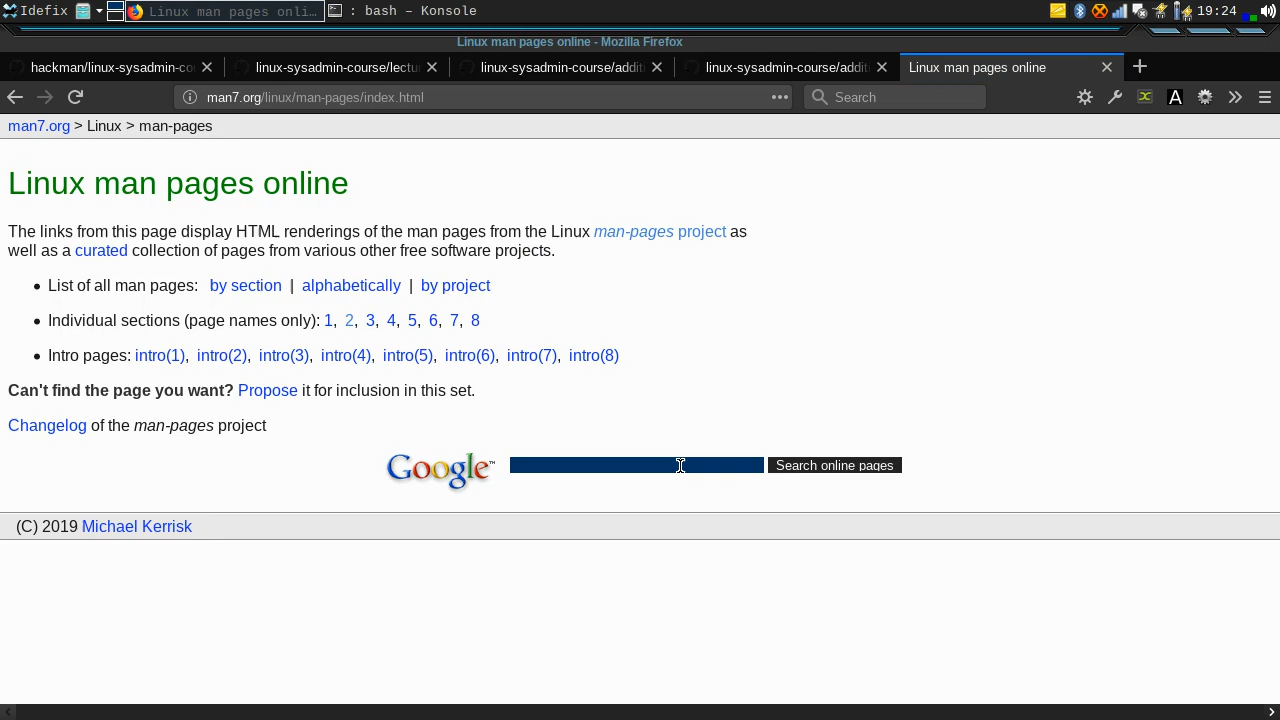 Idefix
Linux man pages onli…
: bash – Konsole
19:24
Linux man pages online - Mozilla Firefox
hackman/linux-sysadmin-co
linux-sysadmin-course/lectu
linux-sysadmin-course/addit
linux-sysadmin-course/addit
Linux man pages online
man7.org/linux/man-pages/index.html
Search
A
man7.org > Linux > man-pages
Linux man pages online
The links from this page display HTML renderings of the man pages from the Linux man-pages project as
well as a curated collection of pages from various other free software projects.
• List of all man pages: by section | alphabetically | by project
• Individual sections (page names only): 1, 2, 3, 4, 5, 6, 7, 8
• Intro pages: intro(1), intro(2), intro(3), intro(4), intro(5), intro(6), intro(7), intro(8)
Can't find the page you want? Propose it for inclusion in this set.
Changelog of the man-pages project
Google™
Search online pages
(C) 2019 Michael Kerrisk